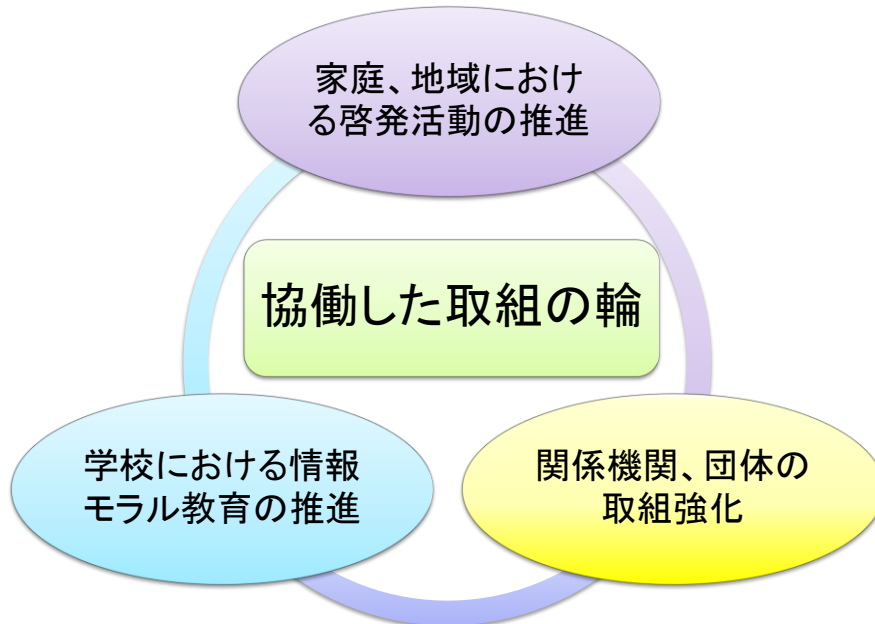 家庭、地域におけ
る啓発活動の推進
協働した取組の輪
学校における情報
モラル教育の推進
関係機関、団体の
取組強化